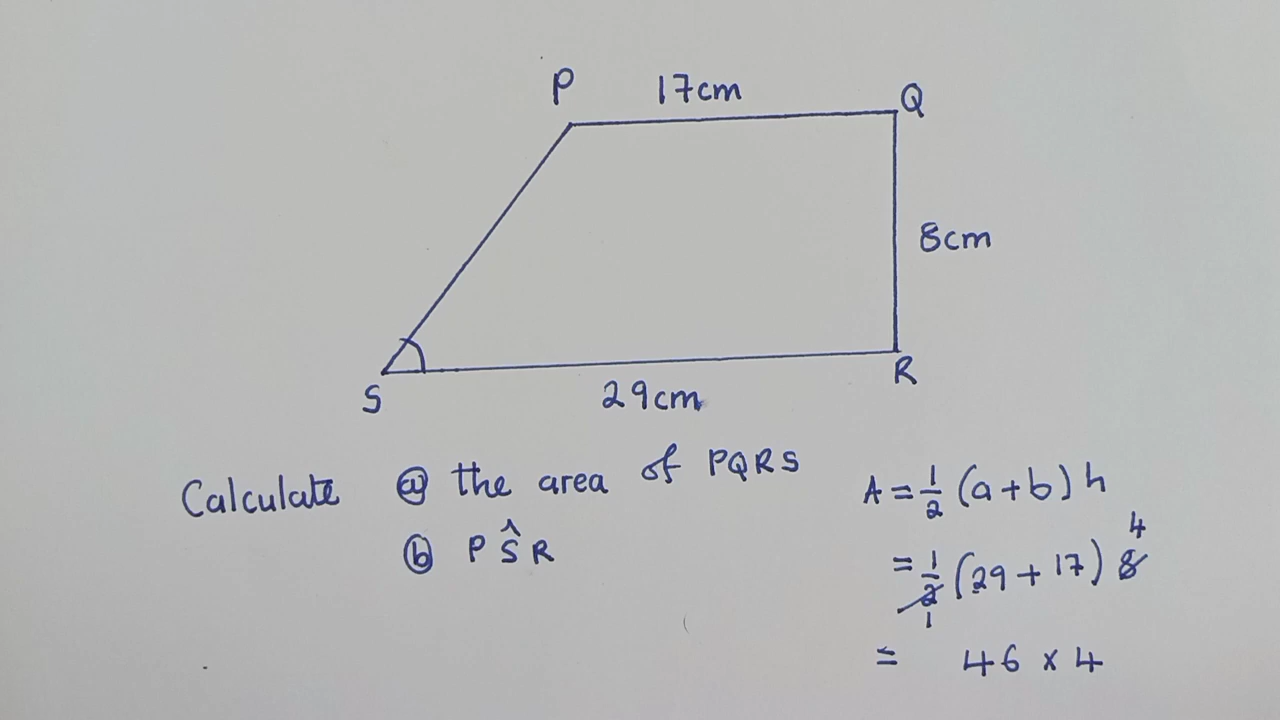 P 17cm Q
8cm
S 29cm R
Calculate ⓐ the area of PQRS
ⓑ PŜR
A = 1/2 (a+b) h
= 1/2 (29 + 17) 8 4
1
= 46 × 4